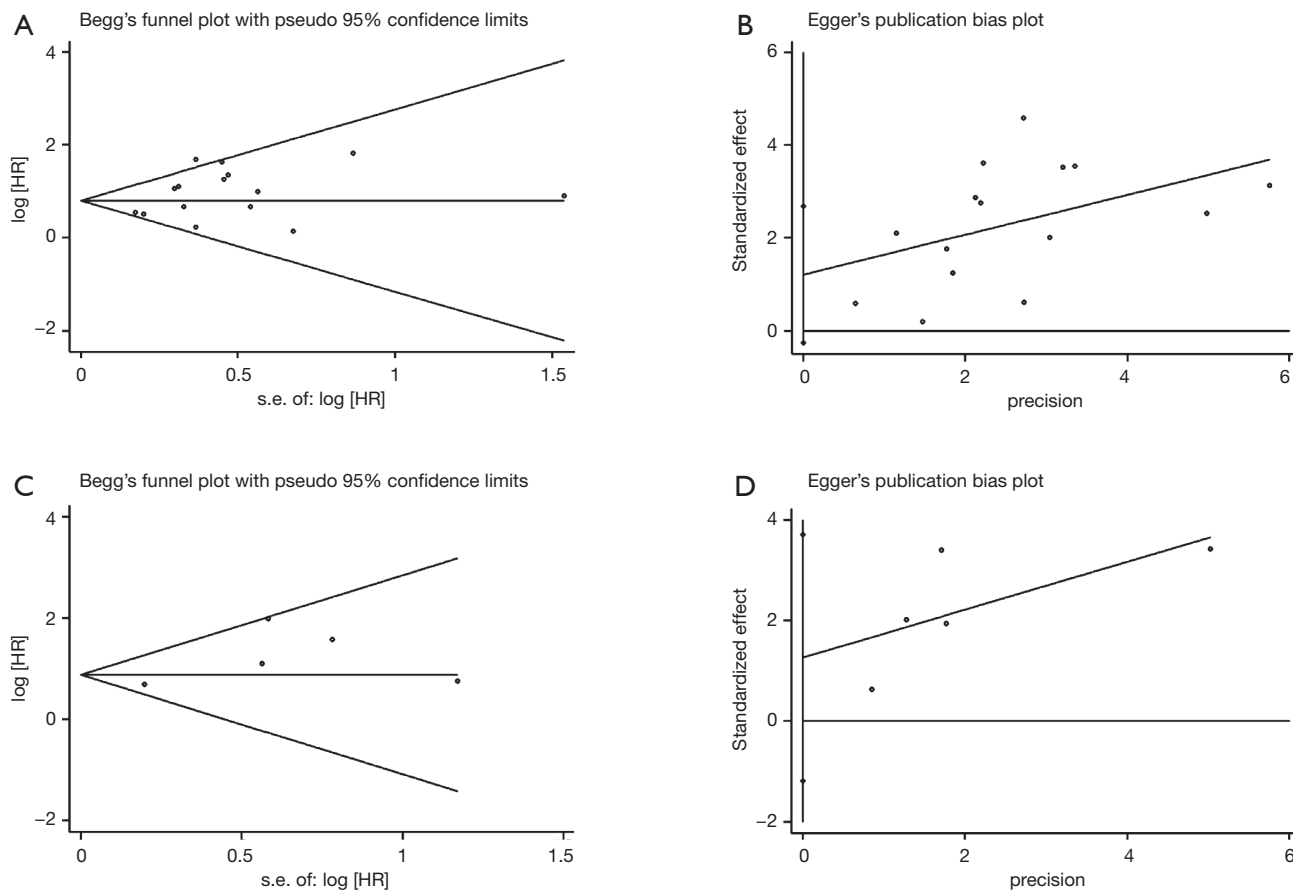 A
Begg's funnel plot with pseudo 95% confidence limits
4
2
0
−2
log [HR]
0
0.5
1
1.5
s.e. of: log [HR]
B
Egger's publication bias plot
6
4
2
0
Standardized effect
0
2
4
6
precision
C
Begg's funnel plot with pseudo 95% confidence limits
4
2
0
−2
log [HR]
0
0.5
1
1.5
s.e. of: log [HR]
D
Egger's publication bias plot
4
2
0
−2
Standardized effect
0
2
4
6
precision